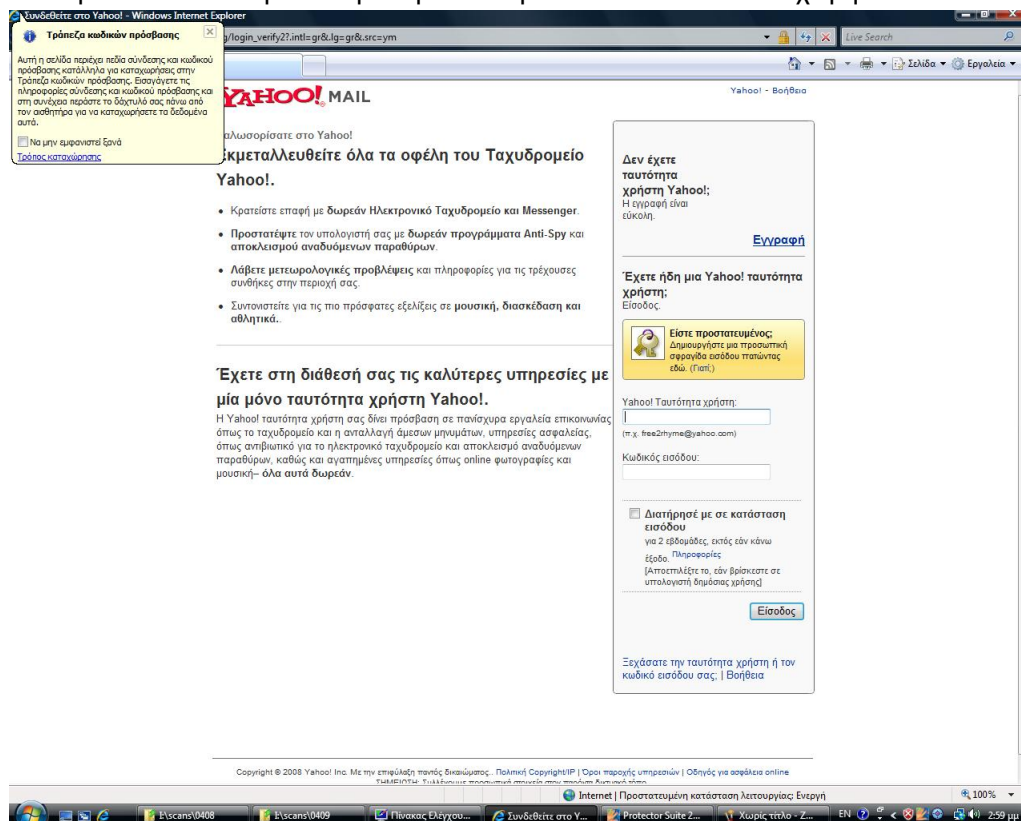 Συνδεθείτε στο Yahoo! - Windows Internet Explorer
Τράπεζα κωδικών πρόσβασης
Αυτή η σελίδα περιέχει πεδία σύνδεσης και κωδικού
πρόσβασης κατάλληλα για καταχωρήσεις στην
Τράπεζα κωδικών πρόσβασης. Εισαγάγετε τις
πληροφορίες σύνδεσης και κωδικού πρόσβασης και
στη συνέχεια περάστε το δάχτυλό σας πάνω από
τον αισθητήρα για να καταχωρήσετε τα δεδομένα
αυτά.
Να μην εμφανιστεί ξανά
Τρόπος καταχώρησης
/login_verify2?.intl=gr&.lg=gr&.src=ym
Live Search
Σελίδα
Εργαλεία
YAHOO! MAIL
Yahoo! - Βοήθεια
αλωσορίσατε στο Yahoo!
Εκμεταλλευθείτε όλα τα οφέλη του Ταχυδρομείο
Yahoo!.
• Κρατείστε επαφή με δωρεάν Ηλεκτρονικό Ταχυδρομείο και Messenger.
• Προστατέψτε τον υπολογιστή σας με δωρεάν προγράμματα Anti-Spy και
αποκλεισμού αναδυόμενων παραθύρων.
• Λάβετε μετεωρολογικές προβλέψεις και πληροφορίες για τις τρέχουσες
συνθήκες στην περιοχή σας.
• Συντονιστείτε για τις πιο πρόσφατες εξελίξεις σε μουσική, διασκέδαση και
αθλητικά..
Έχετε στη διάθεσή σας τις καλύτερες υπηρεσίες με
μία μόνο ταυτότητα χρήστη Yahoo!.
Η Yahoo! ταυτότητα χρήστη σας δίνει πρόσβαση σε πανίσχυρα εργαλεία επικοινωνίας
όπως το ταχυδρομείο και η ανταλλαγή άμεσων μηνυμάτων, υπηρεσίες ασφαλείας,
όπως αντιβιωτικό για το ηλεκτρονικό ταχυδρομείο και αποκλεισμό αναδυόμενων
παραθύρων, καθώς και αγαπημένες υπηρεσίες όπως online φωτογραφίες και
μουσική– όλα αυτά δωρεάν.
Δεν έχετε
ταυτότητα
χρήστη Yahoo!;
Η εγγραφή είναι
εύκολη.
Εγγραφή
Έχετε ήδη μια Yahoo! ταυτότητα
χρήστη;
Είσοδος.
Είστε προστατευμένος;
Δημιουργήστε μια προσωπική
σφραγίδα εισόδου πατώντας
εδώ. (Γιατί;)
Yahoo! Ταυτότητα χρήστη:
(π.χ. free2rhyme@yahoo.com)
Κωδικός εισόδου:
Διατήρησέ με σε κατάσταση
εισόδου
για 2 εβδομάδες, εκτός εάν κάνω
έξοδο. Πληροφορίες
[Αποεπιλέξτε το, εάν βρίσκεστε σε
υπολογιστή δημόσιας χρήσης]
Είσοδος
Ξεχάσατε την ταυτότητα χρήστη ή τον
κωδικό εισόδου σας; | Βοήθεια
Copyright © 2008 Yahoo! Inc. Με την επιφύλαξη παντός δικαιώματος.. Πολιτική Copyright/IP | Όροι παροχής υπηρεσιών | Οδηγός για ασφάλεια online
ΣΗΜΕΙΩΣΗ: Συλλέγουμε προσωπικά στοιχεία στον παρόντα δικτυακό τόπο.
Internet | Προστατευμένη κατάσταση λειτουργίας: Ενεργή
100%
I:\scans\0408
I:\scans\0409
Πίνακας Ελέγχου...
Συνδεθείτε στο Y...
Protector Suite 2...
Χωρίς τίτλο - Ζ...
EN
2:59 μμ